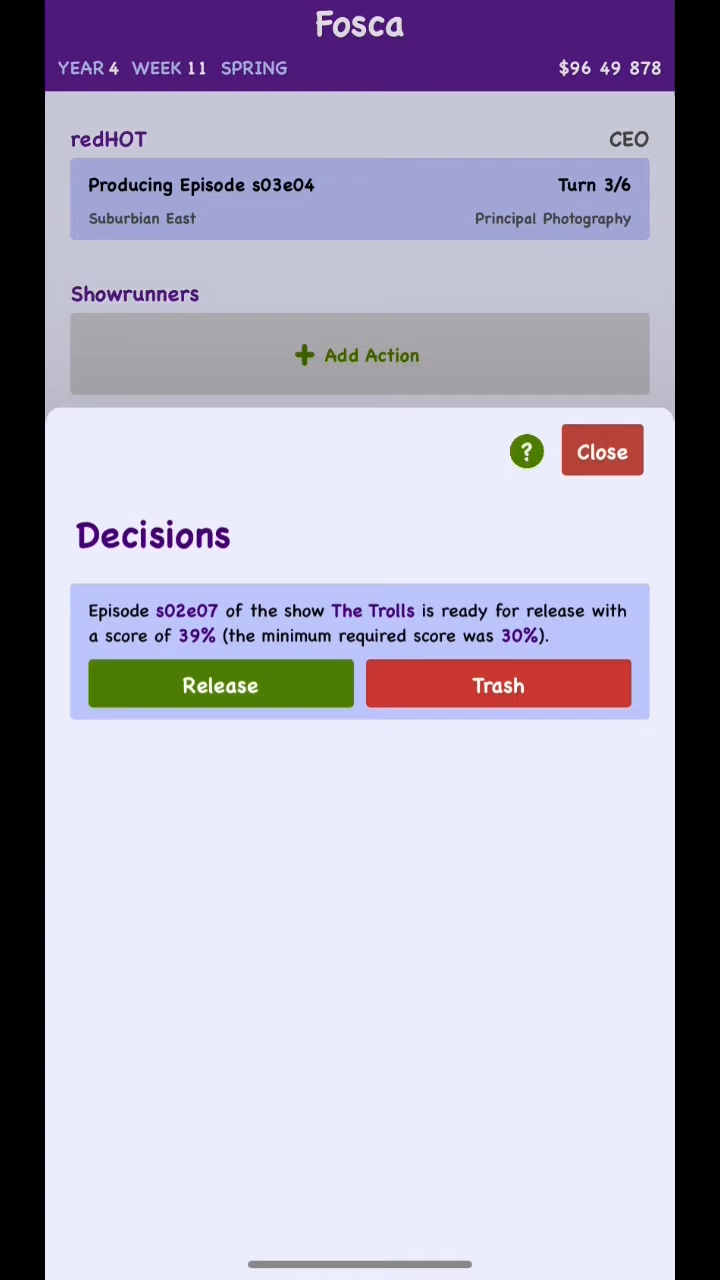 Fosca
YEAR 4 WEEK 11 SPRING $96 49 878
redHOT CEO
Producing Episode s03e04 Turn 3/6
Suburbian East Principal Photography
Showrunners
+ Add Action
? Close
Decisions
Episode s02e07 of the show The Trolls is ready for release with
a score of 39% (the minimum required score was 30%).
Release Trash